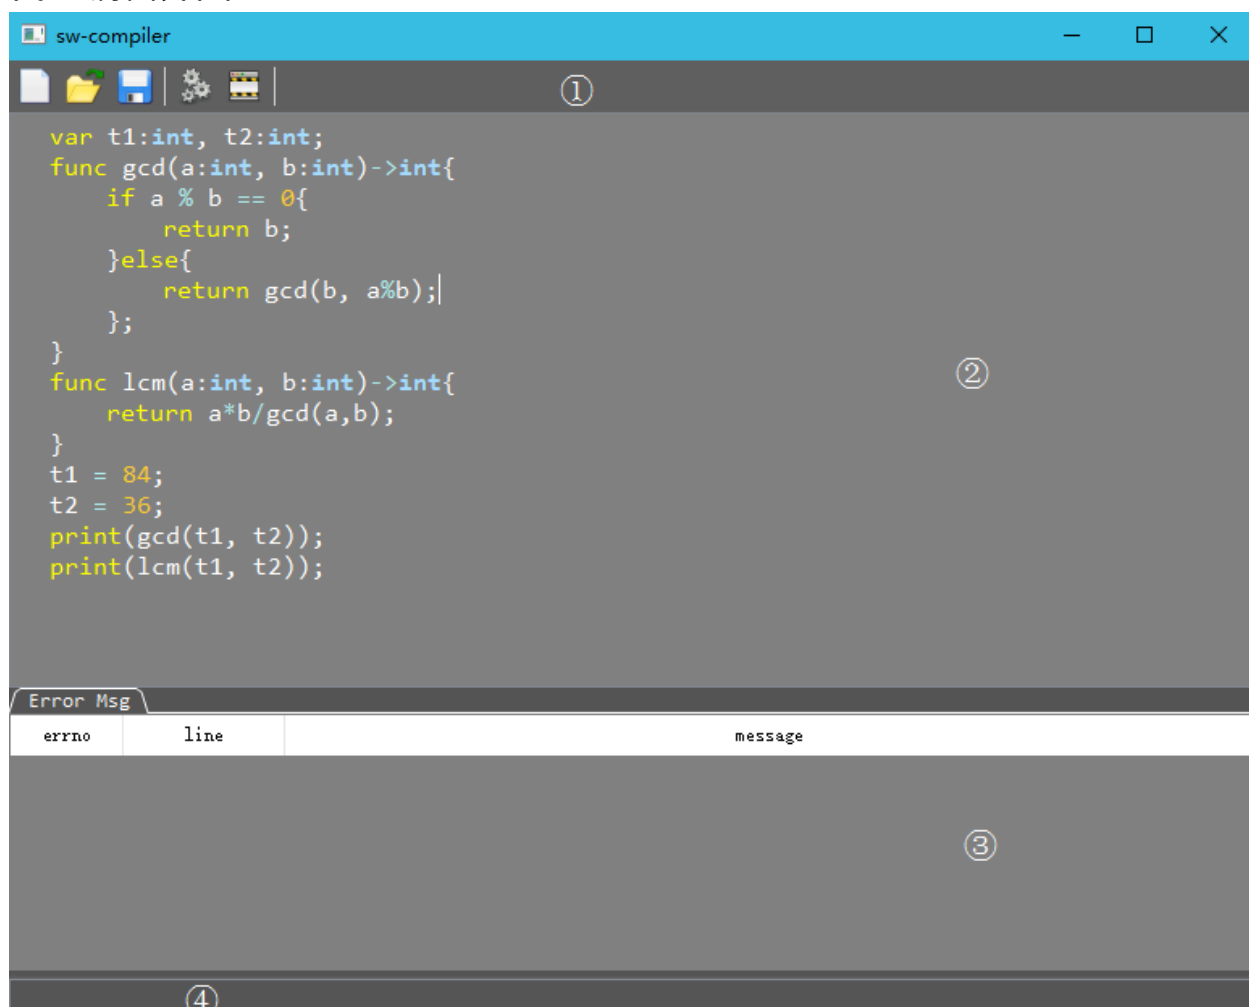 sw-compiler
①
var t1:int, t2:int;
func gcd(a:int, b:int)->int{
    if a % b == 0{
        return b;
    }else{
        return gcd(b, a%b);
    };
}
②
func lcm(a:int, b:int)->int{
    return a*b/gcd(a,b);
}
t1 = 84;
t2 = 36;
print(gcd(t1, t2));
print(lcm(t1, t2));
Error Msg
errno line message
③
④